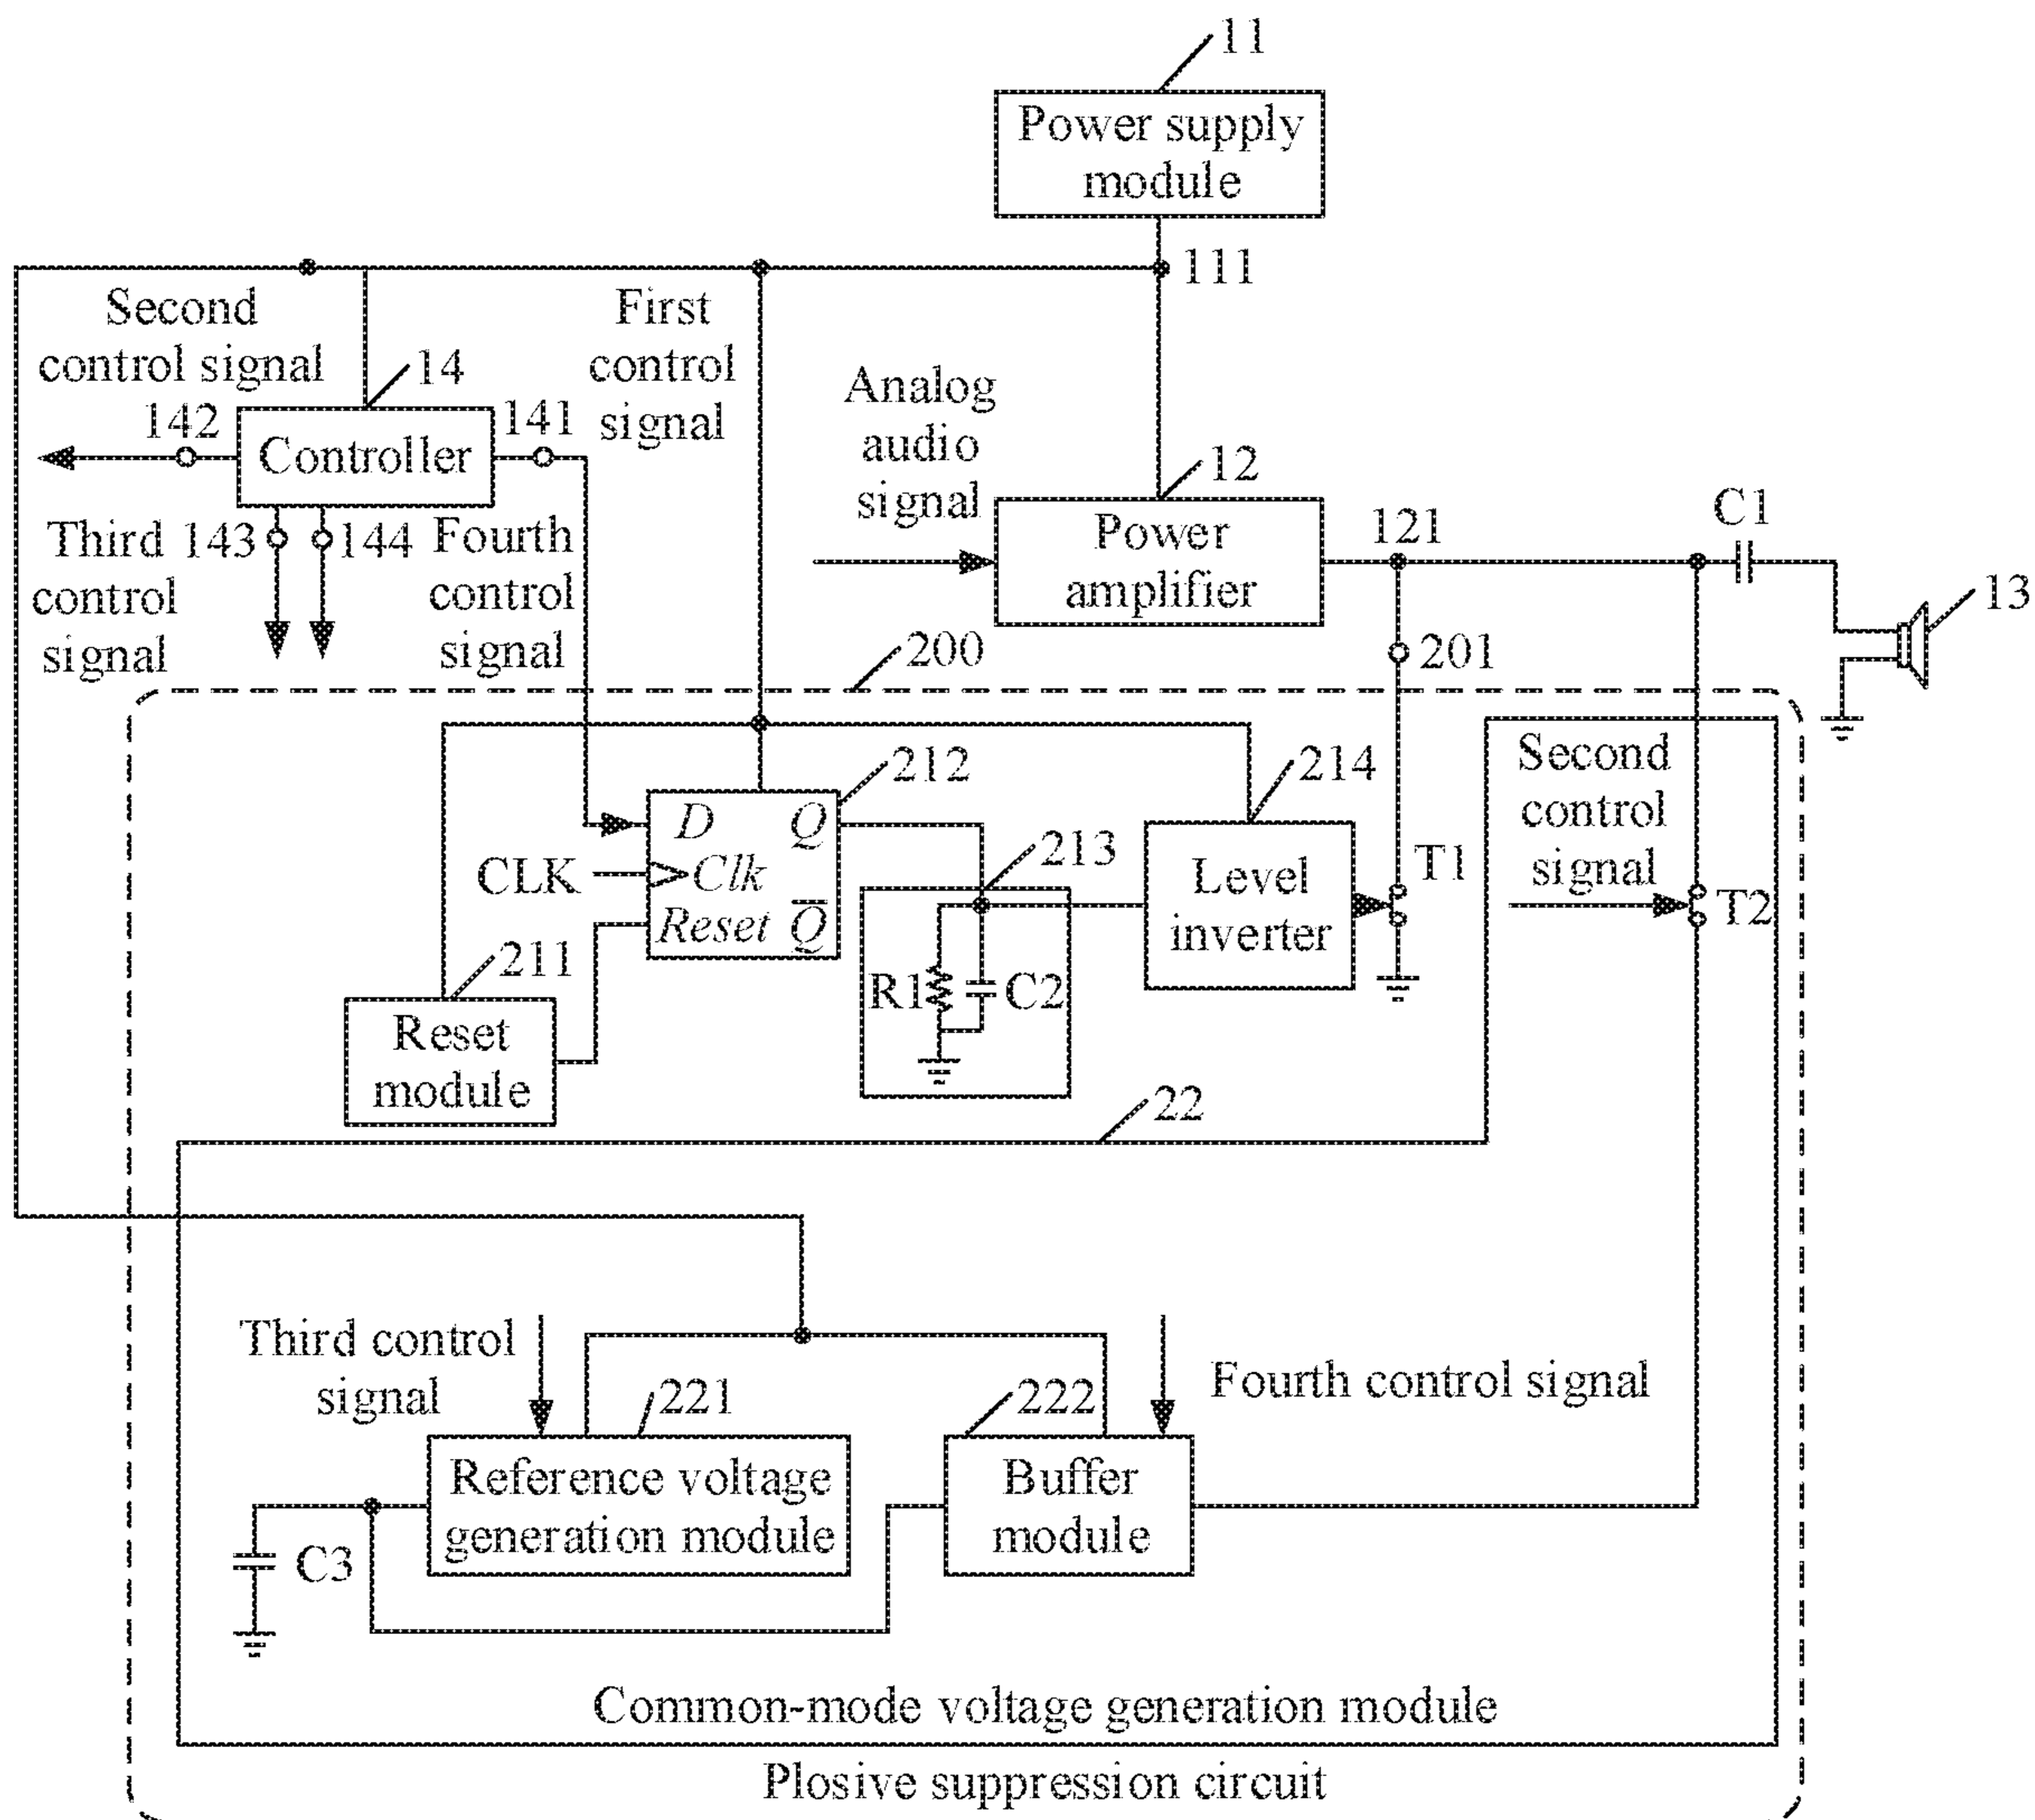 11
Power supply
module
111
Second
control signal
First
control
signal
14
142
141
Controller
Analog
audio
signal
12
Power
amplifier
121
C1
13
Third
control
signal
143
144
Fourth
control
signal
200
201
212
214
Second
control
signal
D
Q
CLK
Clk
Reset
Q̅
213
Level
inverter
T1
T2
211
Reset
module
R1
C2
22
Third control
signal
221
222
Fourth control signal
Reference voltage
generation module
Buffer
module
C3
Common-mode voltage generation module
Plosive suppression circuit